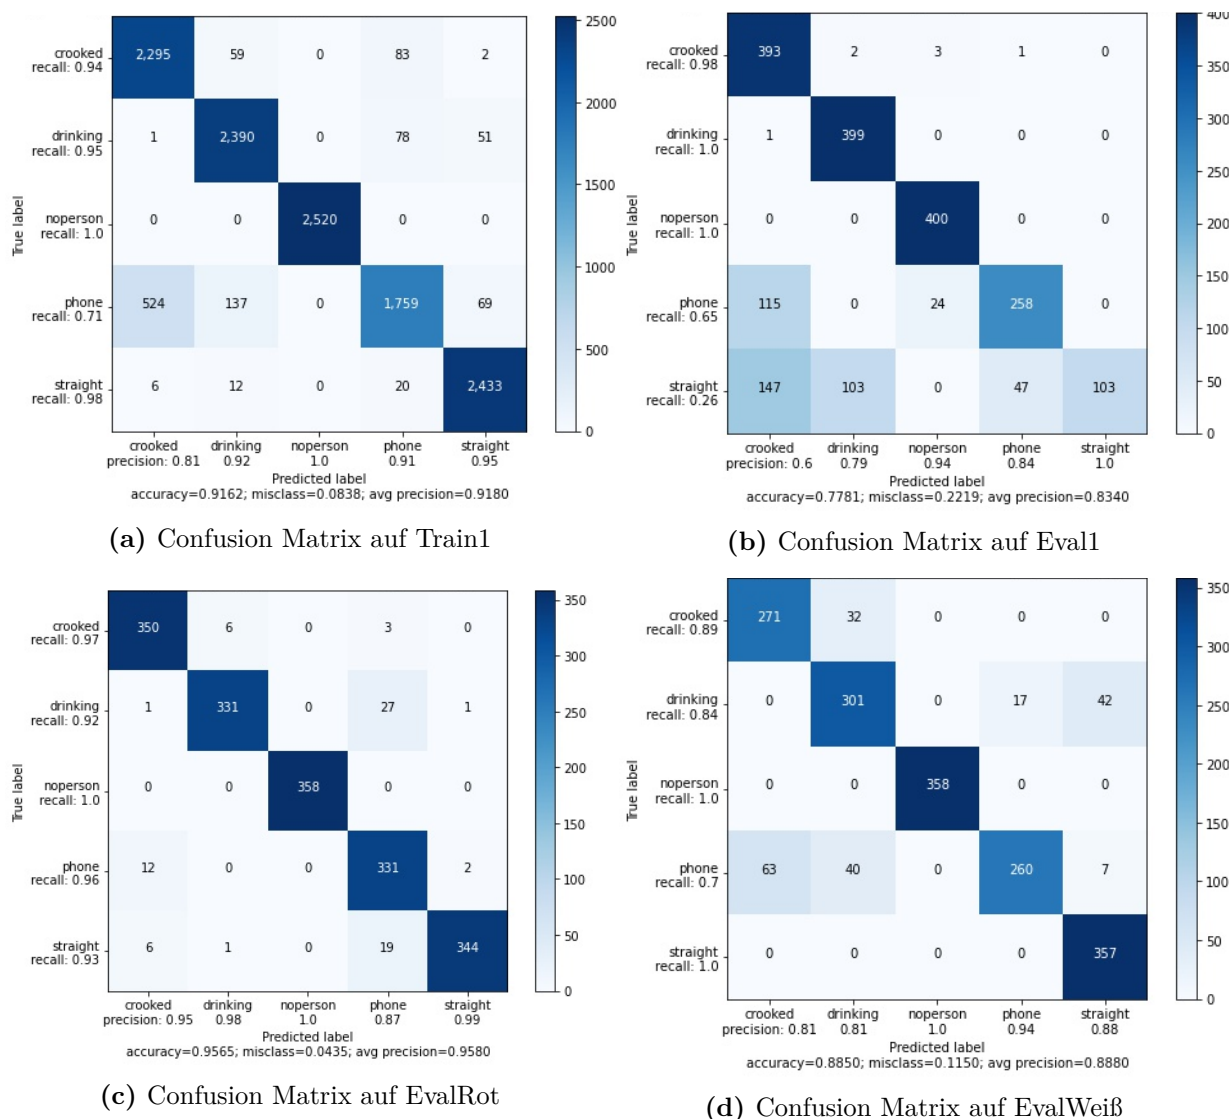 crooked
recall: 0.94
2,295 59 0 83 2
drinking
recall: 0.95
1 2,390 0 78 51
noperson
recall: 1.0
0 0 2,520 0 0
phone
recall: 0.71
524 137 0 1,759 69
straight
recall: 0.98
6 12 0 20 2,433
True label
crooked drinking noperson phone straight
precision: 0.81 0.92 1.0 0.91 0.95
Predicted label
accuracy=0.9162; misclass=0.0838; avg precision=0.9180
2500
2000
1500
1000
500
0
(a) Confusion Matrix auf Train1
crooked
recall: 0.98
393 2 3 1 0
drinking
recall: 1.0
1 399 0 0 0
noperson
recall: 1.0
0 0 400 0 0
phone
recall: 0.65
115 0 24 258 0
straight
recall: 0.26
147 103 0 47 103
True label
crooked drinking noperson phone straight
precision: 0.6 0.79 0.94 0.84 1.0
Predicted label
accuracy=0.7781; misclass=0.2219; avg precision=0.8340
350
300
250
200
150
100
50
0
(b) Confusion Matrix auf Eval1
crooked
recall: 0.97
350 6 0 3 0
drinking
recall: 0.92
1 331 0 27 1
noperson
recall: 1.0
0 0 358 0 0
phone
recall: 0.96
12 0 0 331 2
straight
recall: 0.93
6 1 0 19 344
True label
crooked drinking noperson phone straight
precision: 0.95 0.98 1.0 0.87 0.99
Predicted label
accuracy=0.9565; misclass=0.0435; avg precision=0.9580
350
300
250
200
150
100
50
0
(c) Confusion Matrix auf EvalRot
crooked
recall: 0.89
271 32 0 0 0
drinking
recall: 0.84
0 301 0 17 42
noperson
recall: 1.0
0 0 358 0 0
phone
recall: 0.7
63 40 0 260 7
straight
recall: 1.0
0 0 0 0 357
True label
crooked drinking noperson phone straight
precision: 0.81 0.81 1.0 0.94 0.88
Predicted label
accuracy=0.8850; misclass=0.1150; avg precision=0.8880
350
300
250
200
150
100
50
0
(d) Confusion Matrix auf EvalWeiß